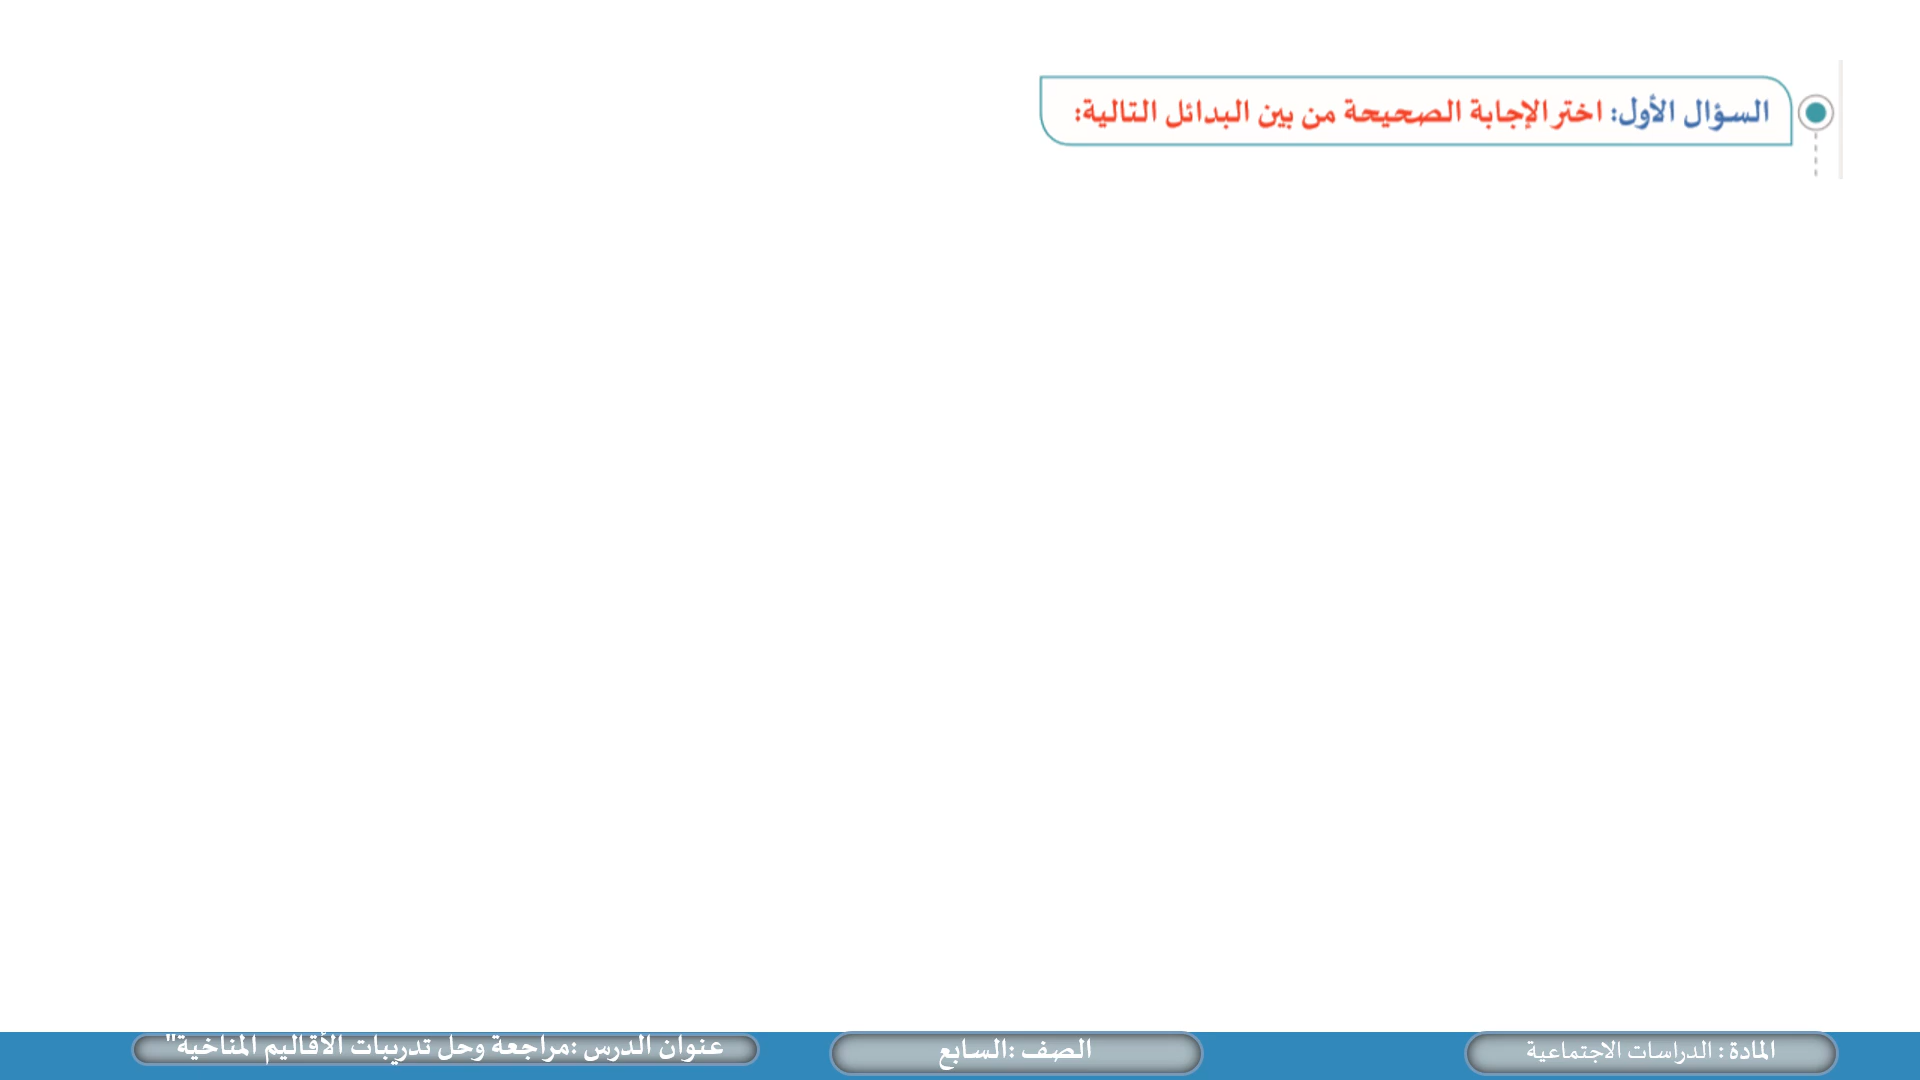 السؤال الأول: اختر الإجابة الصحيحة من بين البدائل التالية:
المادة : الدراسات الاجتماعية
الصف :السابع
عنوان الدرس :مراجعة وحل تدريبات الأقاليم المناخية"